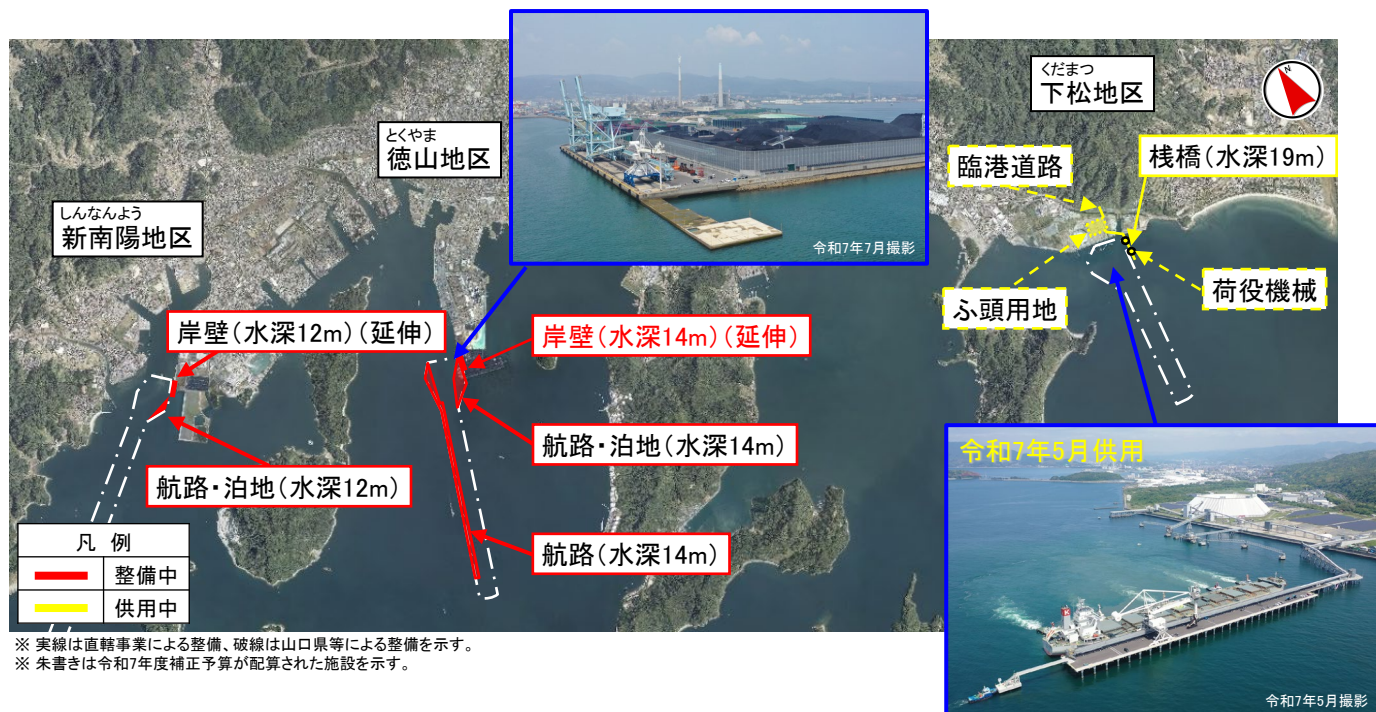 しんなんよう
新南陽地区
とくやま
徳山地区
くだまつ
下松地区
N
令和7年7月撮影
臨港道路
桟橋(水深19m)
ふ頭用地
荷役機械
岸壁(水深12m)(延伸)
岸壁(水深14m)(延伸)
航路・泊地(水深12m)
航路・泊地(水深14m)
航路(水深14m)
令和7年5月供用
令和7年5月撮影
凡 例
整備中
供用中
※ 実線は直轄事業による整備、破線は山口県等による整備を示す。
※ 朱書きは令和7年度補正予算が配算された施設を示す。